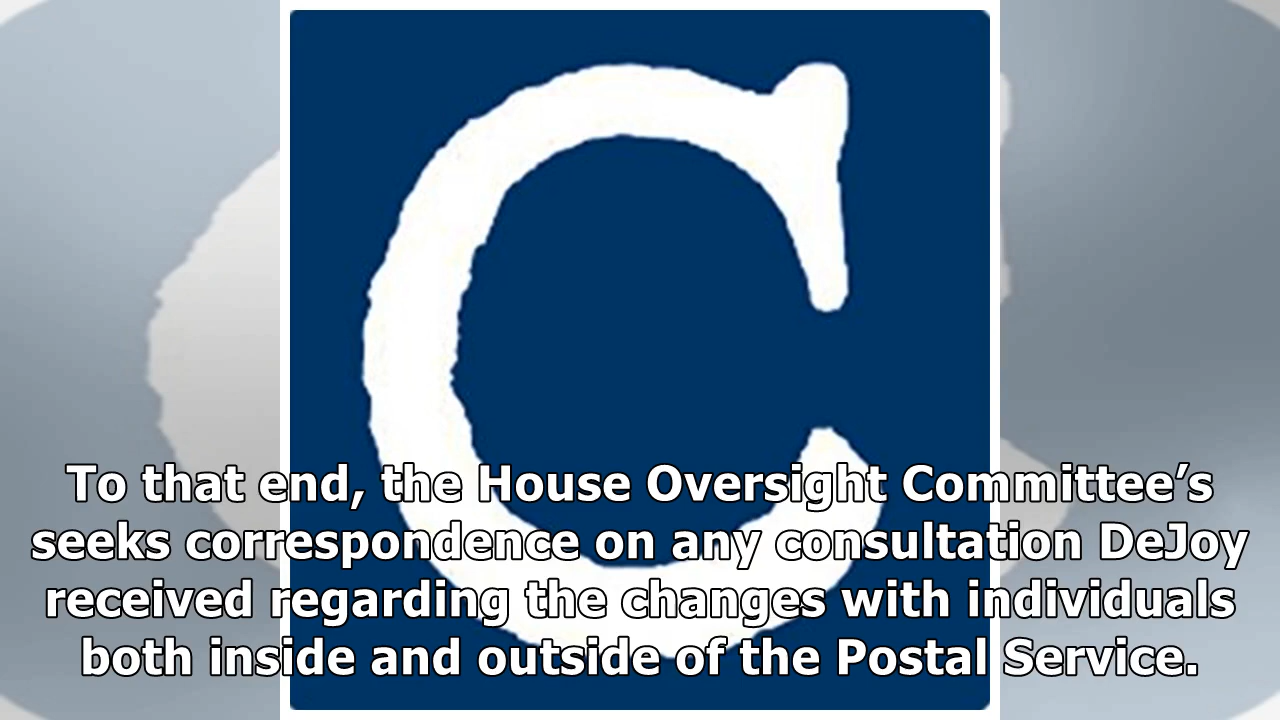 C
To that end, the House Oversight Committee’s
seeks correspondence on any consultation DeJoy
received regarding the changes with individuals
both inside and outside of the Postal Service.